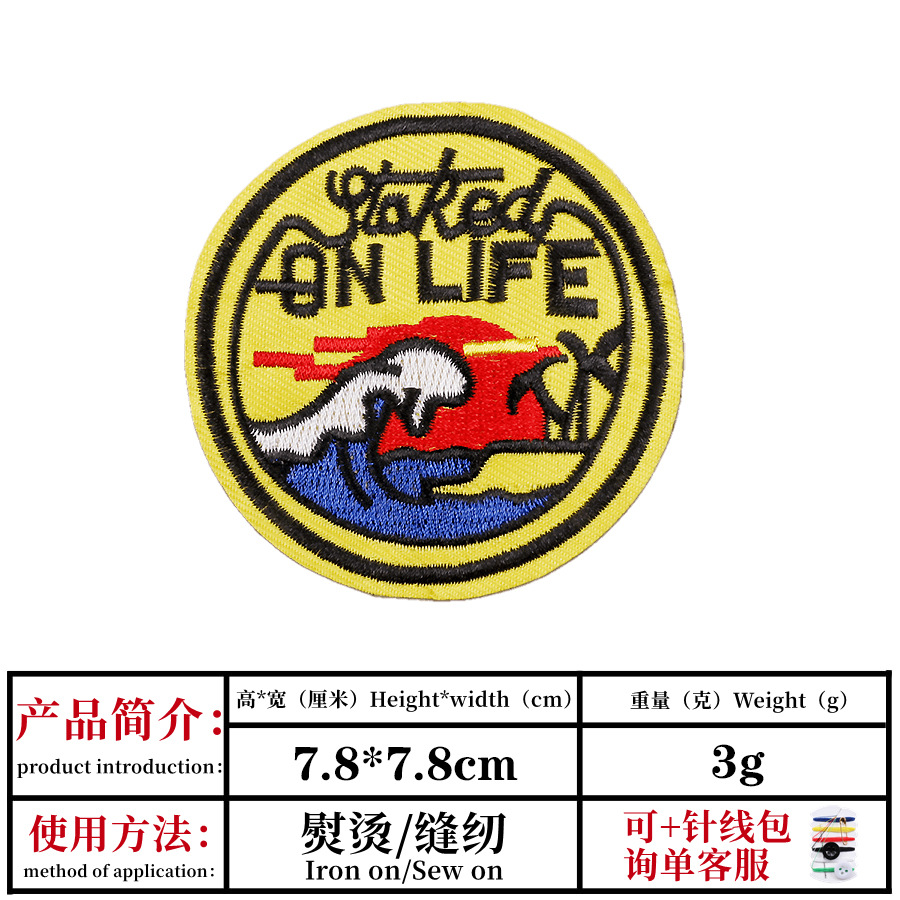 Stoked
ON LIFE
产品简介：
product introduction:
高*宽（厘米）Height*width（cm）
重量（克）Weight（g）
7.8*7.8cm
3g
使用方法：
method of application:
熨烫/缝纫
Iron on/Sew on
可+针线包
询单客服